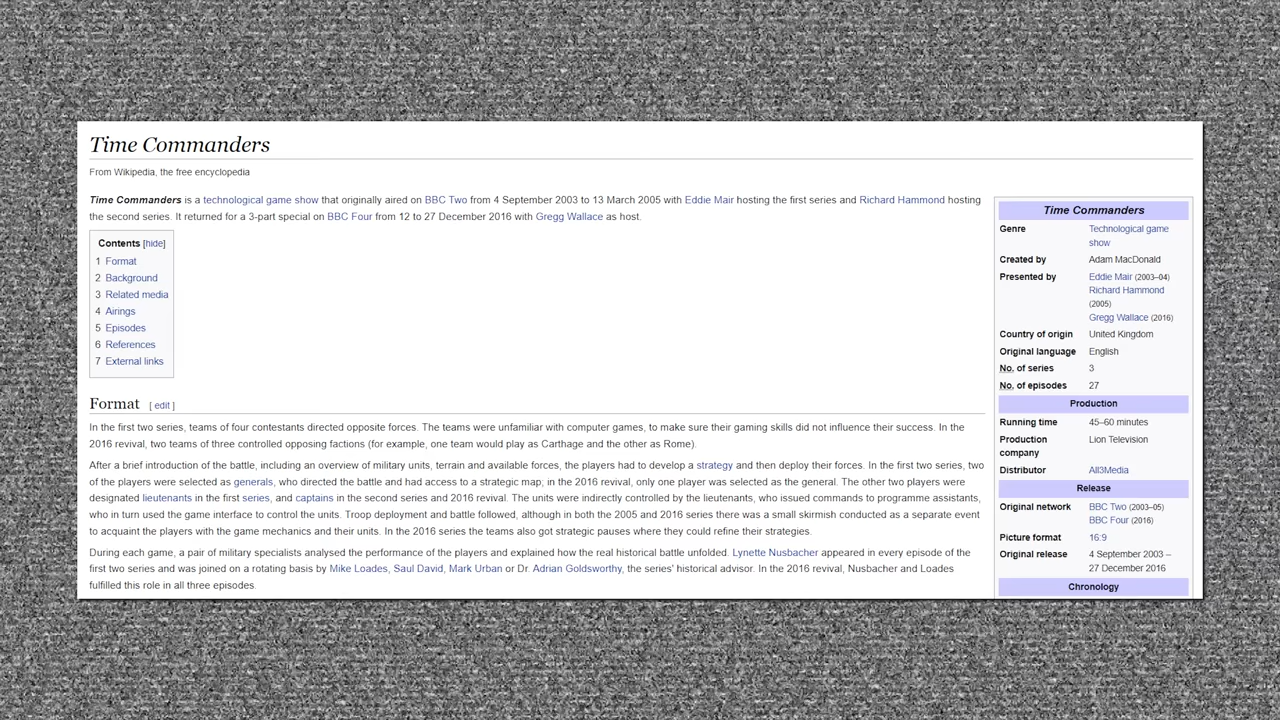 Time Commanders
From Wikipedia, the free encyclopedia
Time Commanders is a technological game show that originally aired on BBC Two from 4 September 2003 to 13 March 2005 with Eddie Mair hosting the first series and Richard Hammond hosting
the second series. It returned for a 3-part special on BBC Four from 12 to 27 December 2016 with Gregg Wallace as host.
Contents [hide]
1 Format
2 Background
3 Related media
4 Airings
5 Episodes
6 References
7 External links
Format [ edit ]
In the first two series, teams of four contestants directed opposite forces. The teams were unfamiliar with computer games, to make sure their gaming skills did not influence their success. In the
2016 revival, two teams of three controlled opposing factions (for example, one team would play as Carthage and the other as Rome).
After a brief introduction of the battle, including an overview of military units, terrain and available forces, the players had to develop a strategy and then deploy their forces. In the first two series, two
of the players were selected as generals, who directed the battle and had access to a strategic map; in the 2016 revival, only one player was selected as the general. The other two players were
designated lieutenants in the first series, and captains in the second series and 2016 revival. The units were indirectly controlled by the lieutenants, who issued commands to programme assistants,
who in turn used the game interface to control the units. Troop deployment and battle followed, although in both the 2005 and 2016 series there was a small skirmish conducted as a separate event
to acquaint the players with the game mechanics and their units. In the 2016 series the teams also got strategic pauses where they could refine their strategies.
During each game, a pair of military specialists analysed the performance of the players and explained how the real historical battle unfolded. Lynette Nusbacher appeared in every episode of the
first two series and was joined on a rotating basis by Mike Loades, Saul David, Mark Urban or Dr. Adrian Goldsworthy, the series' historical advisor. In the 2016 revival, Nusbacher and Loades
fulfilled this role in all three episodes.
Time Commanders
Genre Technological game
show
Created by Adam MacDonald
Presented by Eddie Mair (2003–04)
Richard Hammond
(2005)
Gregg Wallace (2016)
Country of origin United Kingdom
Original language English
No. of series 3
No. of episodes 27
Production
Running time 45–60 minutes
Production Lion Television
company
Distributor All3Media
Release
Original network BBC Two (2003–05)
BBC Four (2016)
Picture format 16:9
Original release 4 September 2003 –
27 December 2016
Chronology